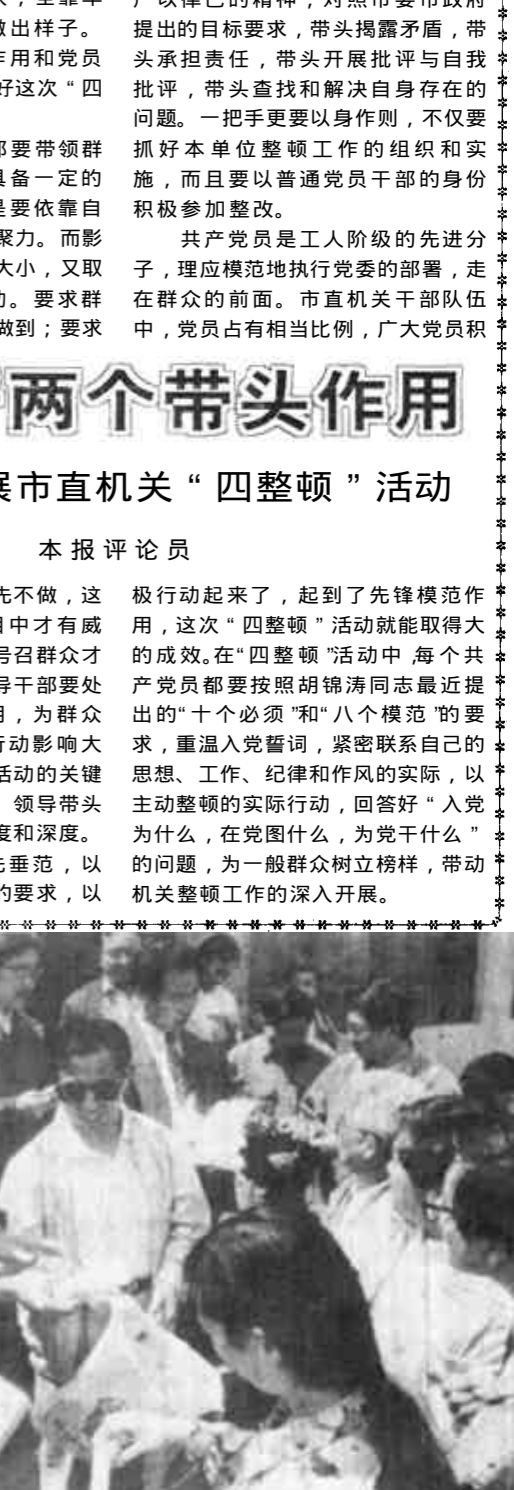 做出样子。
作用和党员
好这次“四
部要带领群
具备一定的
是要依靠自
聚力。而影
大小，又取
动。要求群
做到；要求
提出的目标要求，带头揭露矛盾，带
头承担责任，带头开展批评与自我
批评，带头查找和解决自身存在的
问题。一把手更要以身作则，不仅要
抓好本单位整顿工作的组织和实
施，而且要以普通党员干部的身份
积极参加整改。
共产党员是工人阶级的先进分
子，理应模范地执行党委的部署，走
在群众的前面。市直机关干部队伍
中，党员占有相当比例，广大党员积
两个带头作用
展市直机关“四整顿”活动
本报评论员
先不做，这
目中才有威
号召群众才
导干部要处
用，为群众
行动影响大
活动的关键
领导带头
度和深度。
先垂范，以
的要求，以
极行动起来了，起到了先锋模范作
用，这次“四整顿”活动就能取得大
的成效。在“四整顿”活动中，每个共
产党员都要按照胡锦涛同志最近提
出的“十个必须”和“八个模范”的要
求，重温入党誓词，紧密联系自己的
思想、工作、纪律和作风的实际，以
主动整顿的实际行动，回答好“入党
为什么，在党图什么，为党干什么”
的问题，为一般群众树立榜样，带动
机关整顿工作的深入开展。